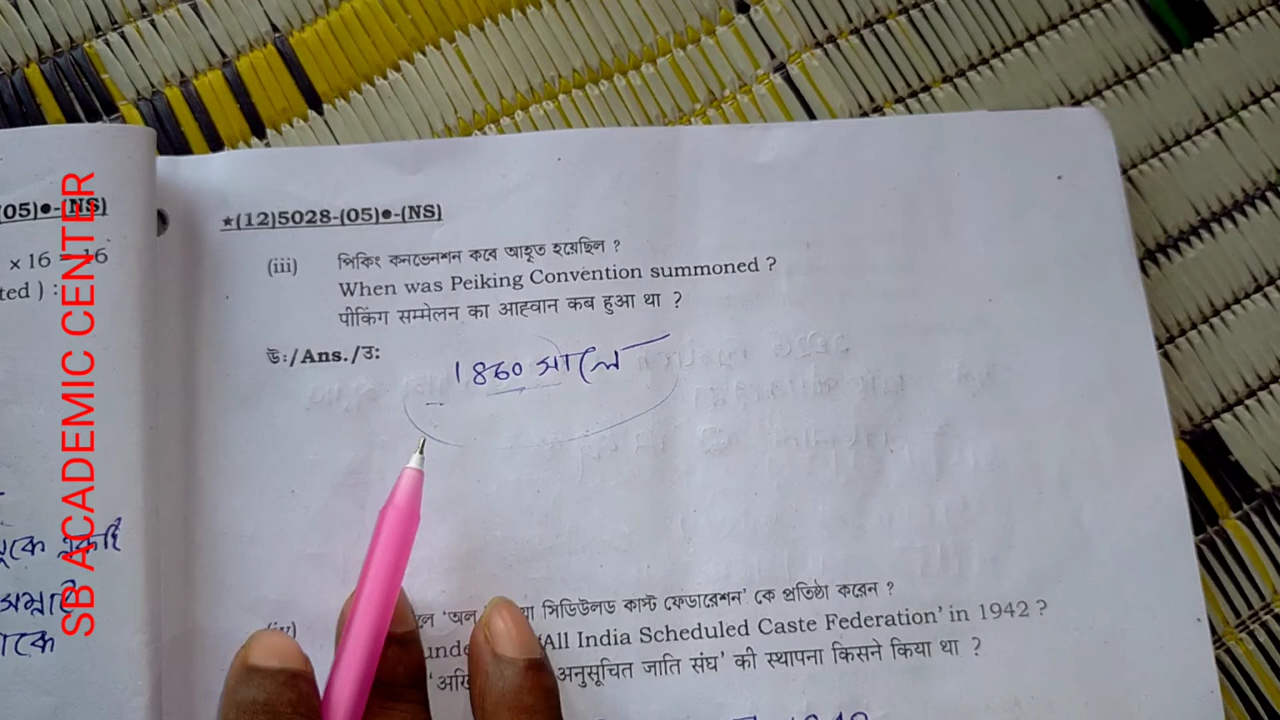 05)●-(NS)
× 16 = 16
ted ) :
SB ACADEMIC CENTER
★(12)5028-(05)●-(NS)
(iii) পিকিং কনভেনশন কবে আহূত হয়েছিল ?
When was Peiking Convention summoned ?
पीकिंग सम्मेलन का आह्वान कब हुआ था ?
উঃ/Ans./उ:
1860 সালে
(iv) সিডিউলড কাস্ট ফেডারেশন' কে প্রতিষ্ঠা করেন ?
All India Scheduled Caste Federation' in 1942 ?
अनुसूचित जाति संघ' की स्थापना किसने किया था ?